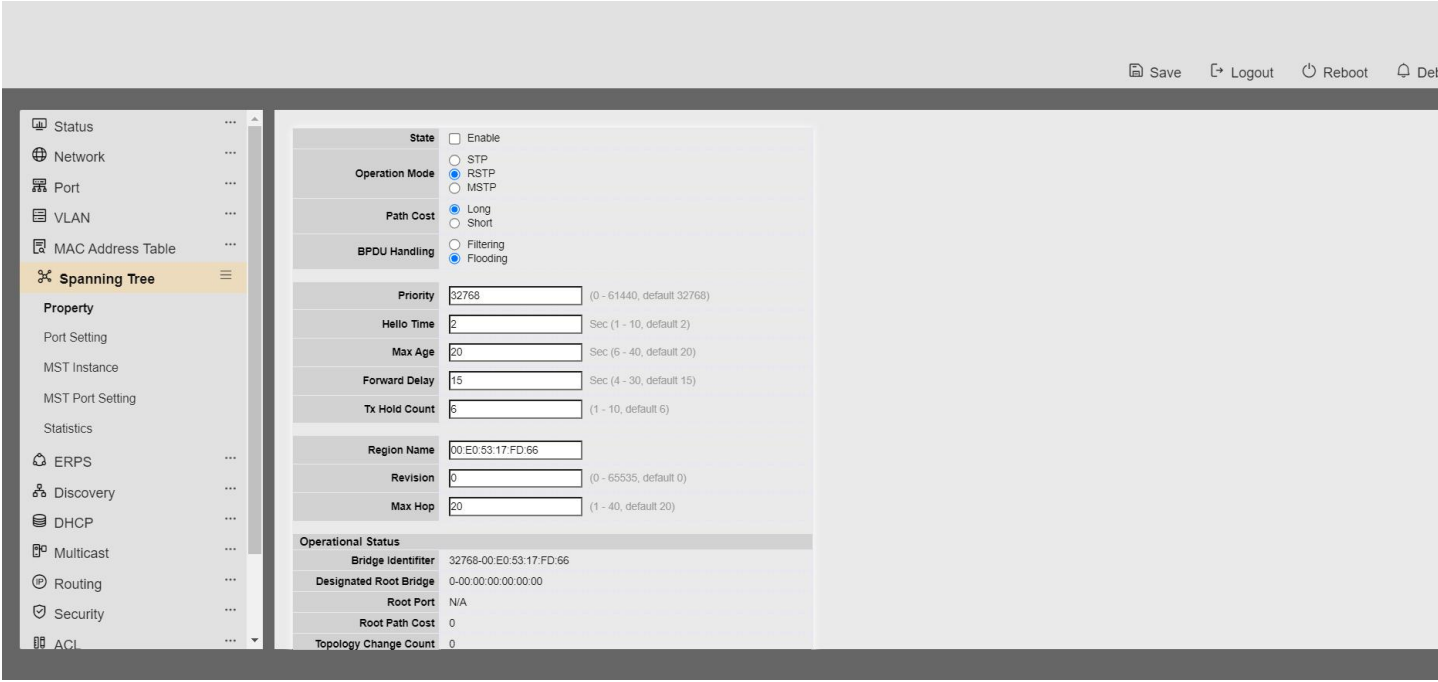 Save Logout Reboot Deb
Status ...
Network ...
Port ...
VLAN ...
MAC Address Table ...
Spanning Tree
Property
Port Setting
MST Instance
MST Port Setting
Statistics
ERPS ...
Discovery ...
DHCP ...
Multicast ...
Routing ...
Security ...
ACL ...
State Enable
Operation Mode STP
RSTP
MSTP
Path Cost Long
Short
BPDU Handling Filtering
Flooding
Priority 32768 (0 - 61440, default 32768)
Hello Time 2 Sec (1 - 10, default 2)
Max Age 20 Sec (6 - 40, default 20)
Forward Delay 15 Sec (4 - 30, default 15)
Tx Hold Count 6 (1 - 10, default 6)
Region Name 00:E0:53:17:FD:66
Revision 0 (0 - 65535, default 0)
Max Hop 20 (1 - 40, default 20)
Operational Status
Bridge Identifiter 32768-00:E0:53:17:FD:66
Designated Root Bridge 0-00:00:00:00:00:00
Root Port N/A
Root Path Cost 0
Topology Change Count 0